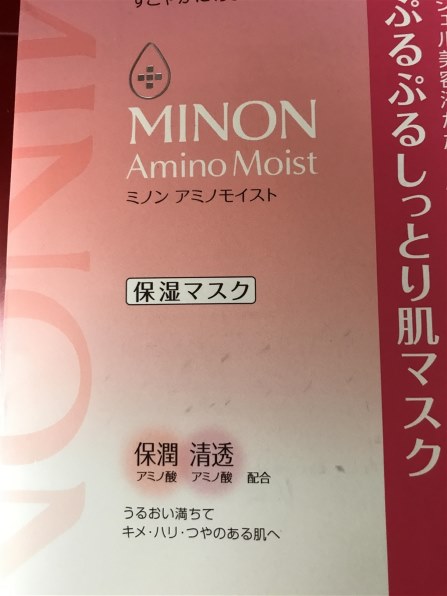 MINON
Amino Moist
ミノン アミノモイスト
保湿マスク
保潤 清透
アミノ酸 アミノ酸 配合
うるおい満ちて
キメ・ハリ・つやのある肌へ
ぷるぷるしっとり肌マスク
MINON